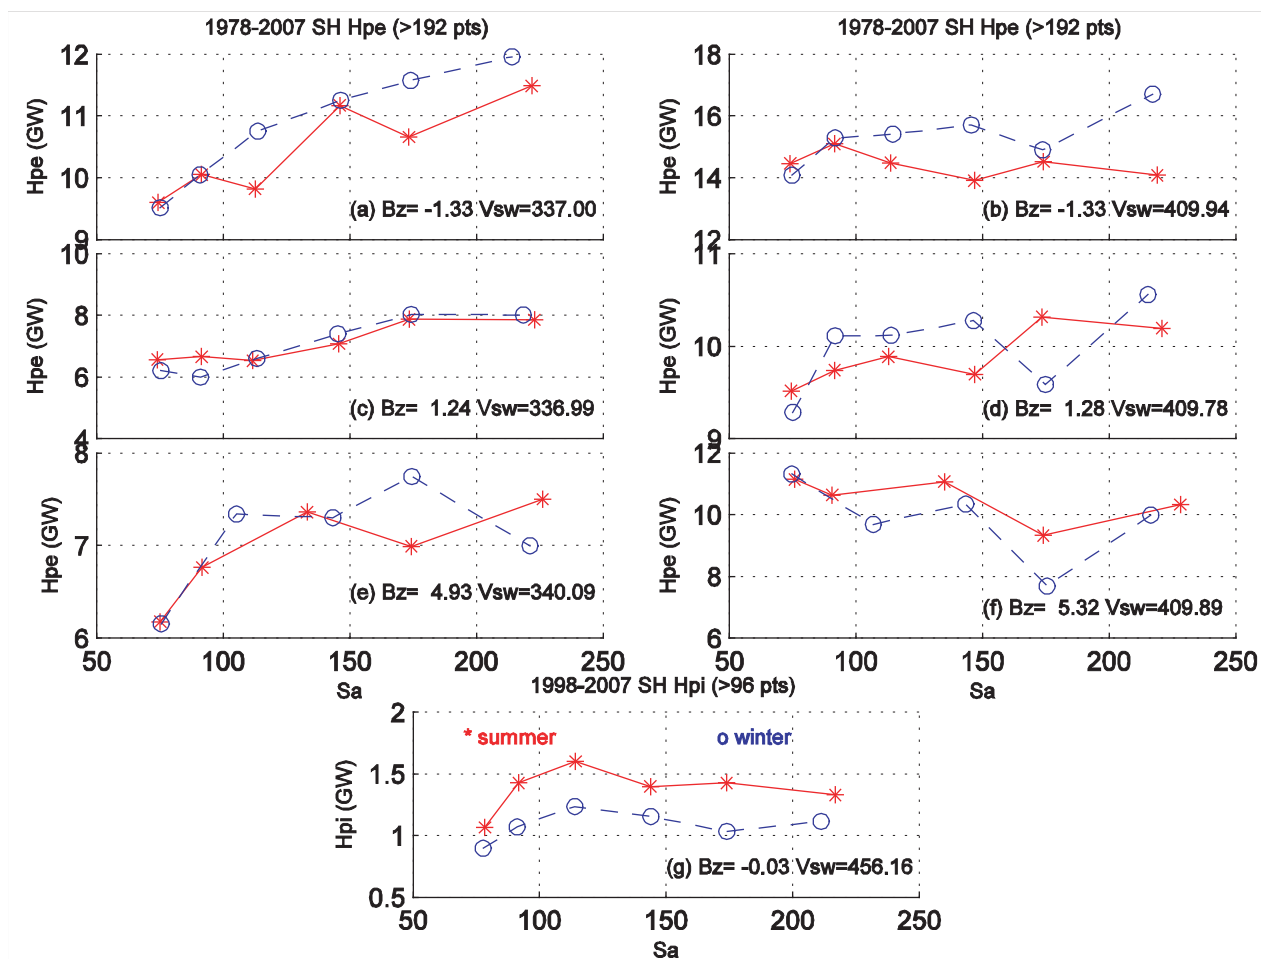 1978-2007 SH Hpe (>192 pts)
12
11
10
9
Hpe (GW)
(a) Bz= -1.33 Vsw=337.00
1978-2007 SH Hpe (>192 pts)
18
16
14
12
Hpe (GW)
(b) Bz= -1.33 Vsw=409.94
10
8
6
4
Hpe (GW)
(c) Bz= 1.24 Vsw=336.99
11
10
9
Hpe (GW)
(d) Bz= 1.28 Vsw=409.78
8
7
6
Hpe (GW)
(e) Bz= 4.93 Vsw=340.09
50 100 150 200 250
Sa
12
10
8
6
Hpe (GW)
(f) Bz= 5.32 Vsw=409.89
50 100 150 200 250
Sa
1998-2007 SH Hpi (>96 pts)
2
1.5
1
0.5
Hpi (GW)
* summer
o winter
(g) Bz= -0.03 Vsw=456.16
50 100 150 200 250
Sa